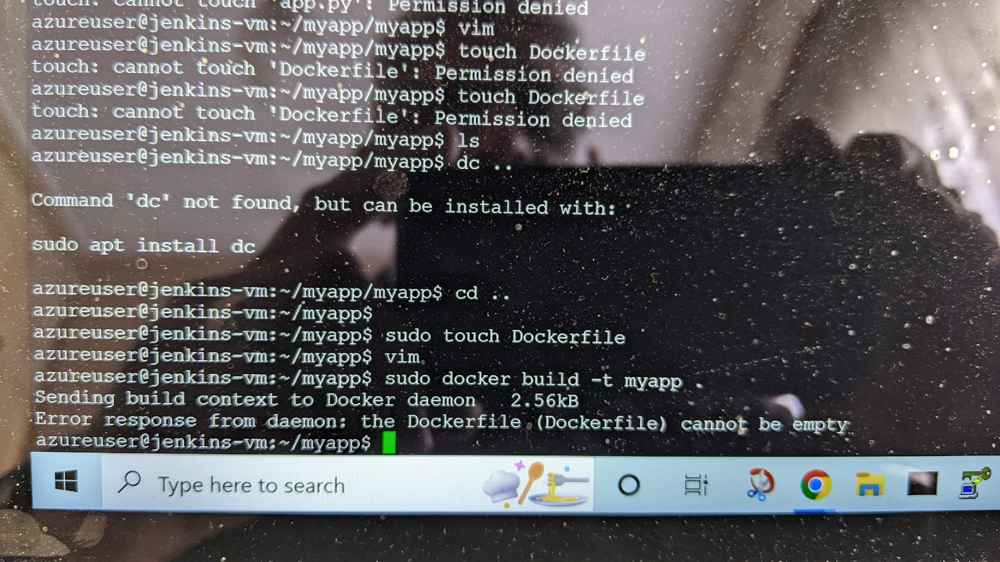 touch: cannot touch 'app.py': Permission denied
azureuser@jenkins-vm:~/myapp/myapp$ vim
azureuser@jenkins-vm:~/myapp/myapp$ touch Dockerfile
touch: cannot touch 'Dockerfile': Permission denied
azureuser@jenkins-vm:~/myapp/myapp$ touch Dockerfile
touch: cannot touch 'Dockerfile': Permission denied
azureuser@jenkins-vm:~/myapp/myapp$ ls
azureuser@jenkins-vm:~/myapp/myapp$ dc ..
Command 'dc' not found, but can be installed with:
sudo apt install dc
azureuser@jenkins-vm:~/myapp/myapp$ cd ..
azureuser@jenkins-vm:~/myapp$
azureuser@jenkins-vm:~/myapp$ sudo touch Dockerfile
azureuser@jenkins-vm:~/myapp$ vim
azureuser@jenkins-vm:~/myapp$ sudo docker build -t myapp .
Sending build context to Docker daemon 2.56kB
Error response from daemon: the Dockerfile (Dockerfile) cannot be empty
azureuser@jenkins-vm:~/myapp$
Type here to search